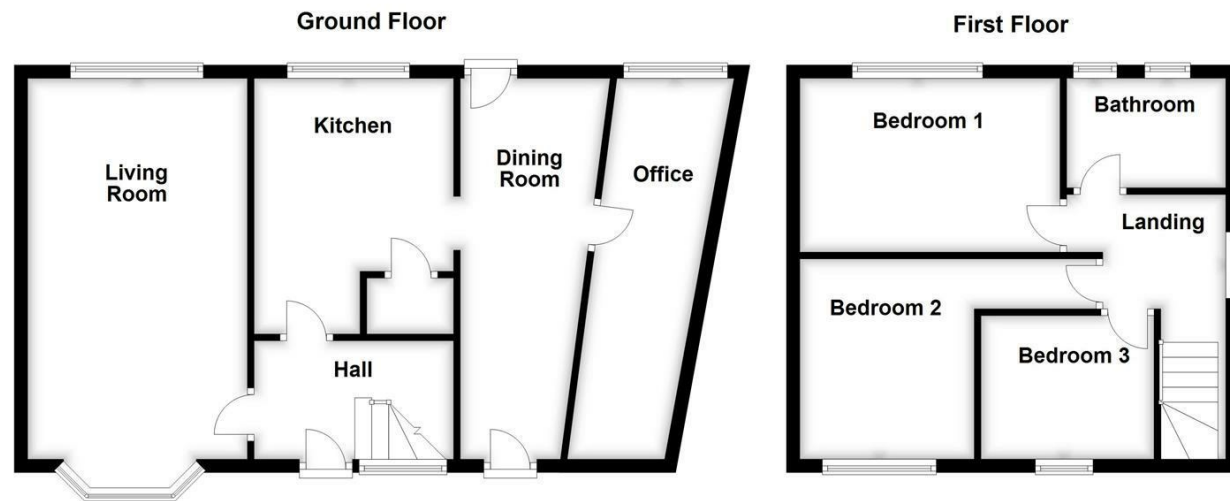 Ground Floor
Living
Room
Kitchen
Dining
Room
Office
Hall
First Floor
Bedroom 1
Bathroom
Landing
Bedroom 2
Bedroom 3